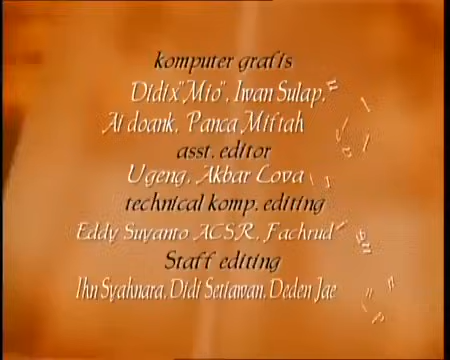 komputer grafis
Didix"Mio", Iwan Sulap,
Ai doank, Panca Miftah
asst. editor
Ugeng, Akbar Lova
technical komp. editing
Eddy Suyanto ACSR, Fachrud
Staff editing
Ihn Syahnara, Didi Setiawan, Deden Jae